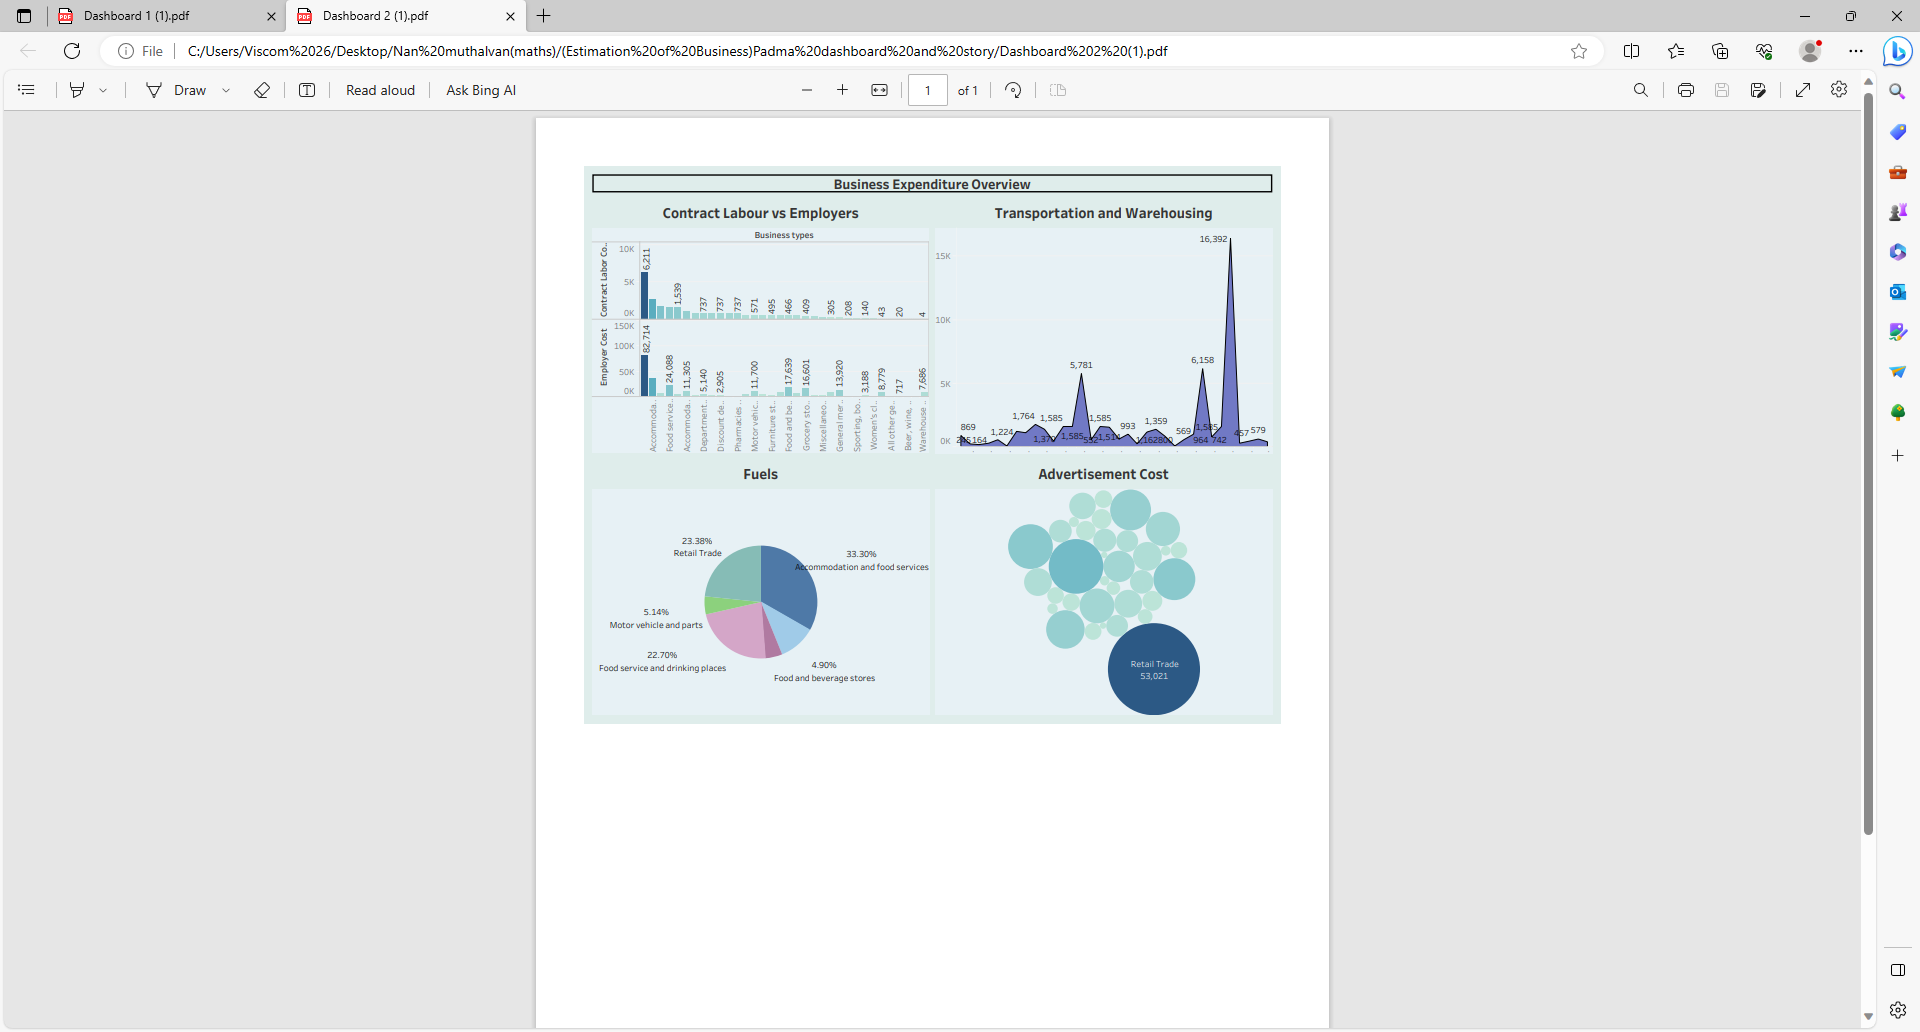 Dashboard 1 (1).pdf
Dashboard 2 (1).pdf
File
C:/Users/Viscom%2026/Desktop/Nan%20muthalvan(maths)/(Estimation%20of%20Business)Padma%20dashboard%20and%20story/Dashboard%202%20(1).pdf
Draw
Read aloud
Ask Bing AI
1 of 1
Business Expenditure Overview
Contract Labour vs Employers
Business types
Contract Labor Co..
10K
5K
0K
6,211
1,539
737
737
737
571
495
466
409
305
208
140
43
20
4
Employer Cost
150K
100K
50K
0K
82,714
24,088
11,305
5,140
2,905
11,700
17,639
16,601
13,920
3,188
8,779
717
7,686
Accommoda..
Food service..
Accommoda..
Department..
Discount de..
Pharmacies ..
Motor vehic..
Furniture st..
Food and be..
Grocery sto..
Miscellaneo..
General mer..
Sporting, bo..
Women's cl..
All other ge..
Beer, wine, ..
Warehouse ..
Transportation and Warehousing
15K
10K
5K
0K
16,392
6,158
5,781
869
164
1,224
1,764
1,585
1,585
1,585
993
1,359
1,162
800
569
1,585
964
742
457
579
Fuels
23.38%
Retail Trade
33.30%
Accommodation and food services
5.14%
Motor vehicle and parts
22.70%
Food service and drinking places
4.90%
Food and beverage stores
Advertisement Cost
Retail Trade
53,021